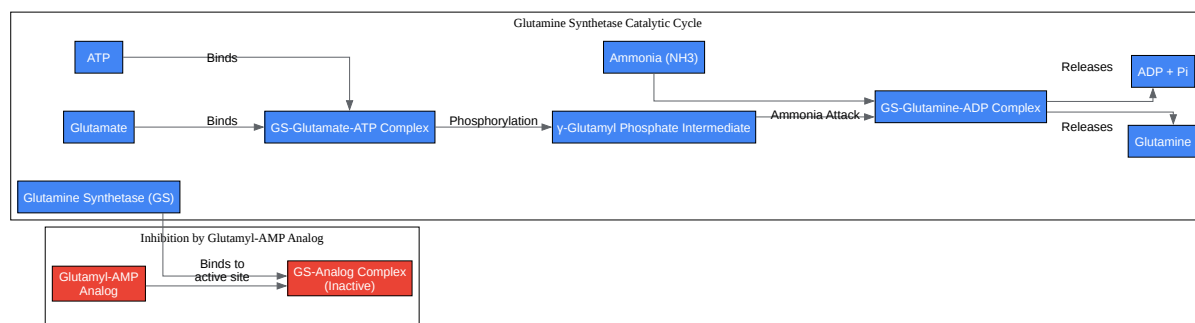 Glutamine Synthetase Catalytic Cycle
ATP
Binds
Ammonia (NH3)
Releases
ADP + Pi
Glutamate
Binds
GS-Glutamate-ATP Complex
Phosphorylation
γ-Glutamyl Phosphate Intermediate
Ammonia Attack
GS-Glutamine-ADP Complex
Releases
Glutamine
Glutamine Synthetase (GS)
Inhibition by Glutamyl-AMP Analog
Glutamyl-AMP
Analog
Binds to
active site
GS-Analog Complex
(Inactive)